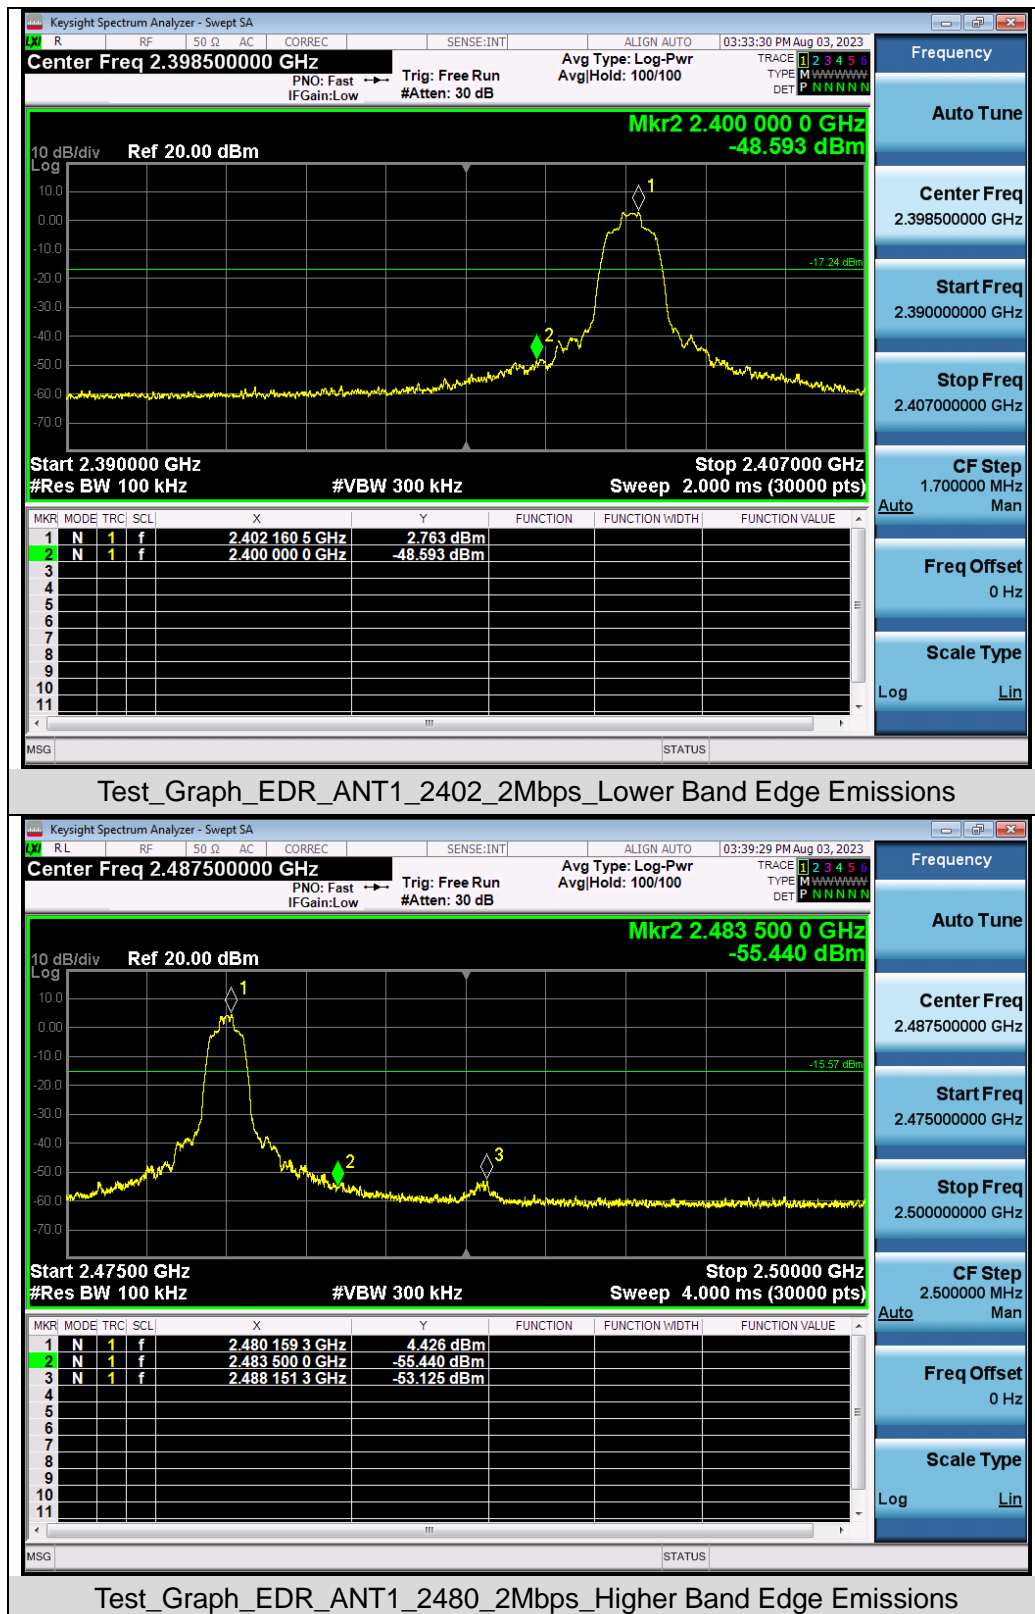 Keysight Spectrum Analyzer - Swept SA
LXI R RF 50 Ω AC CORREC SENSE:INT ALIGN AUTO 03:33:30 PM Aug 03, 2023
Center Freq 2.398500000 GHz
PNO: Fast
IFGain:Low
Trig: Free Run
#Atten: 30 dB
Avg Type: Log-Pwr
Avg|Hold: 100/100
TRACE 1 2 3 4 5 6
TYPE M WWWWW
DET P N N N N N
Mkr2 2.400 000 0 GHz
-48.593 dBm
10 dB/div Ref 20.00 dBm
Log
10.0
0.00
-10.0
-20.0
-30.0
-40.0
-50.0
-60.0
-70.0
1
2
-17.24 dBm
Start 2.390000 GHz Stop 2.407000 GHz
#Res BW 100 kHz #VBW 300 kHz Sweep 2.000 ms (30000 pts)
MKR MODE TRC SCL X Y FUNCTION FUNCTION WIDTH FUNCTION VALUE
1 N 1 f 2.402 160 5 GHz 2.763 dBm
2 N 1 f 2.400 000 0 GHz -48.593 dBm
3
4
5
6
7
8
9
10
11
MSG STATUS
Frequency
Auto Tune
Center Freq
2.398500000 GHz
Start Freq
2.390000000 GHz
Stop Freq
2.407000000 GHz
CF Step
1.700000 MHz
Auto Man
Freq Offset
0 Hz
Scale Type
Log Lin
Test_Graph_EDR_ANT1_2402_2Mbps_Lower Band Edge Emissions
Keysight Spectrum Analyzer - Swept SA
LXI R L RF 50 Ω AC CORREC SENSE:INT ALIGN AUTO 03:39:29 PM Aug 03, 2023
Center Freq 2.487500000 GHz
PNO: Fast
IFGain:Low
Trig: Free Run
#Atten: 30 dB
Avg Type: Log-Pwr
Avg|Hold: 100/100
TRACE 1 2 3 4 5 6
TYPE M WWWWW
DET P N N N N N
Mkr2 2.483 500 0 GHz
-55.440 dBm
10 dB/div Ref 20.00 dBm
Log
10.0
0.00
-10.0
-20.0
-30.0
-40.0
-50.0
-60.0
-70.0
1
2
3
-15.57 dBm
Start 2.47500 GHz Stop 2.50000 GHz
#Res BW 100 kHz #VBW 300 kHz Sweep 4.000 ms (30000 pts)
MKR MODE TRC SCL X Y FUNCTION FUNCTION WIDTH FUNCTION VALUE
1 N 1 f 2.480 159 3 GHz 4.426 dBm
2 N 1 f 2.483 500 0 GHz -55.440 dBm
3 N 1 f 2.488 151 3 GHz -53.125 dBm
4
5
6
7
8
9
10
11
MSG STATUS
Frequency
Auto Tune
Center Freq
2.487500000 GHz
Start Freq
2.475000000 GHz
Stop Freq
2.500000000 GHz
CF Step
2.500000 MHz
Auto Man
Freq Offset
0 Hz
Scale Type
Log Lin
Test_Graph_EDR_ANT1_2480_2Mbps_Higher Band Edge Emissions